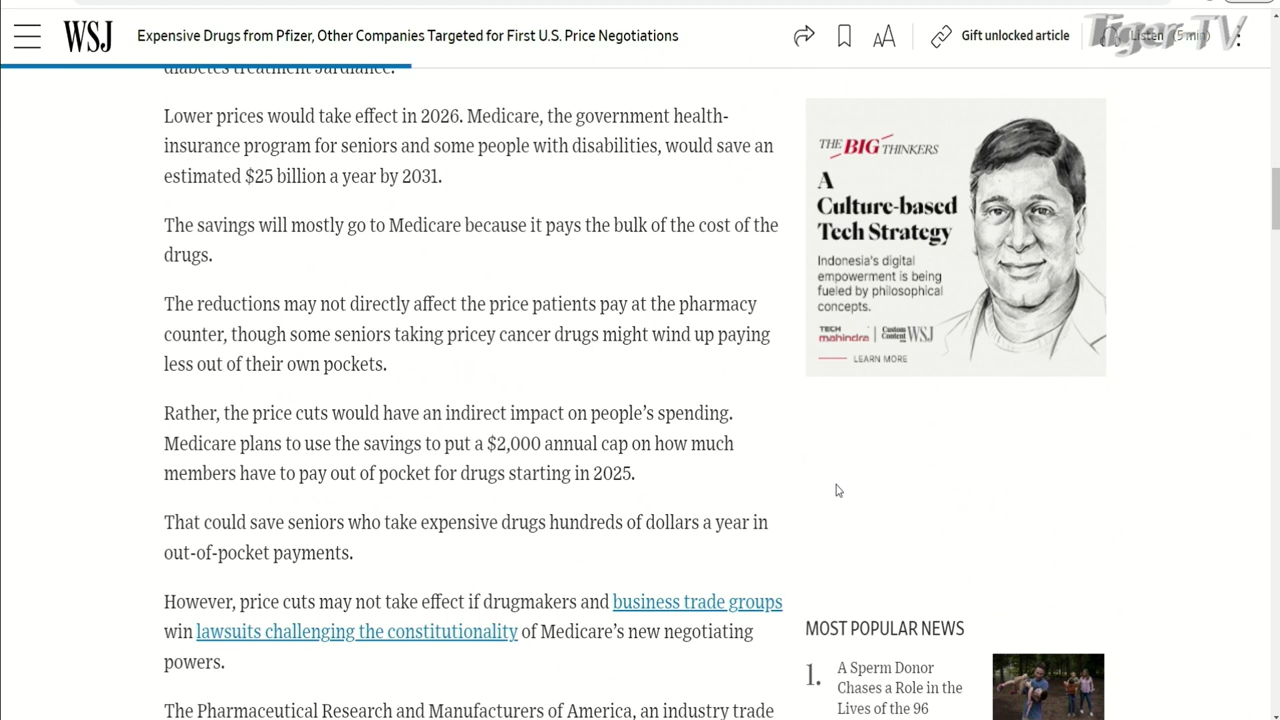 WSJ
Expensive Drugs from Pfizer, Other Companies Targeted for First U.S. Price Negotiations
AA
Gift unlocked article
Listen (5 min)
Tiger TV
diabetes treatment Jardiance.
Lower prices would take effect in 2026. Medicare, the government health-
insurance program for seniors and some people with disabilities, would save an
estimated $25 billion a year by 2031.
The savings will mostly go to Medicare because it pays the bulk of the cost of the
drugs.
The reductions may not directly affect the price patients pay at the pharmacy
counter, though some seniors taking pricey cancer drugs might wind up paying
less out of their own pockets.
Rather, the price cuts would have an indirect impact on people’s spending.
Medicare plans to use the savings to put a $2,000 annual cap on how much
members have to pay out of pocket for drugs starting in 2025.
That could save seniors who take expensive drugs hundreds of dollars a year in
out-of-pocket payments.
However, price cuts may not take effect if drugmakers and business trade groups
win lawsuits challenging the constitutionality of Medicare’s new negotiating
powers.
The Pharmaceutical Research and Manufacturers of America, an industry trade
THE BIG THINKERS
A
Culture-based
Tech Strategy
Indonesia's digital
empowerment is being
fueled by philosophical
concepts.
TECH mahindra | Custom Content WSJ
LEARN MORE
MOST POPULAR NEWS
1.
A Sperm Donor
Chases a Role in the
Lives of the 96